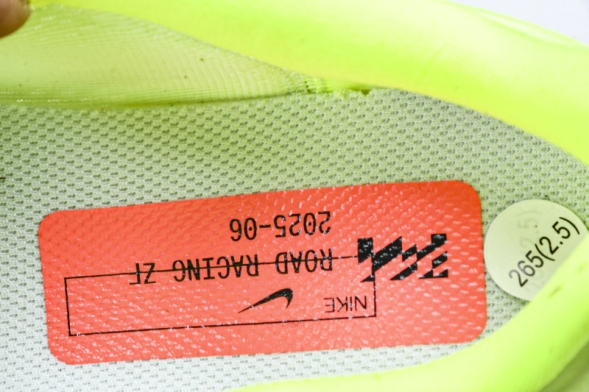 NIKE
ROAD RACING ZF
2025-06
265(2.5)